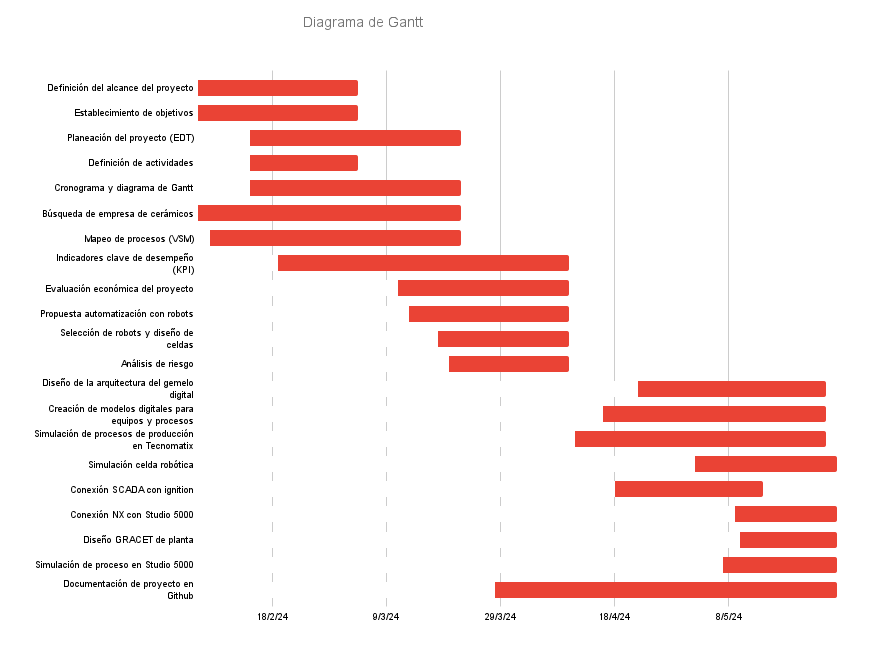 Diagrama de Gantt
Definición del alcance del proyecto
Establecimiento de objetivos
Planeación del proyecto (EDT)
Definición de actividades
Cronograma y diagrama de Gantt
Búsqueda de empresa de cerámicos
Mapeo de procesos (VSM)
Indicadores clave de desempeño
(KPI)
Evaluación económica del proyecto
Propuesta automatización con robots
Selección de robots y diseño de
celdas
Análisis de riesgo
Diseño de la arquitectura del gemelo
digital
Creación de modelos digitales para
equipos y procesos
Simulación de procesos de producción
en Tecnomatix
Simulación celda robótica
Conexión SCADA con ignition
Conexión NX con Studio 5000
Diseño GRACET de planta
Simulación de proceso en Studio 5000
Documentación de proyecto en
Github
18/2/24
9/3/24
29/3/24
18/4/24
8/5/24